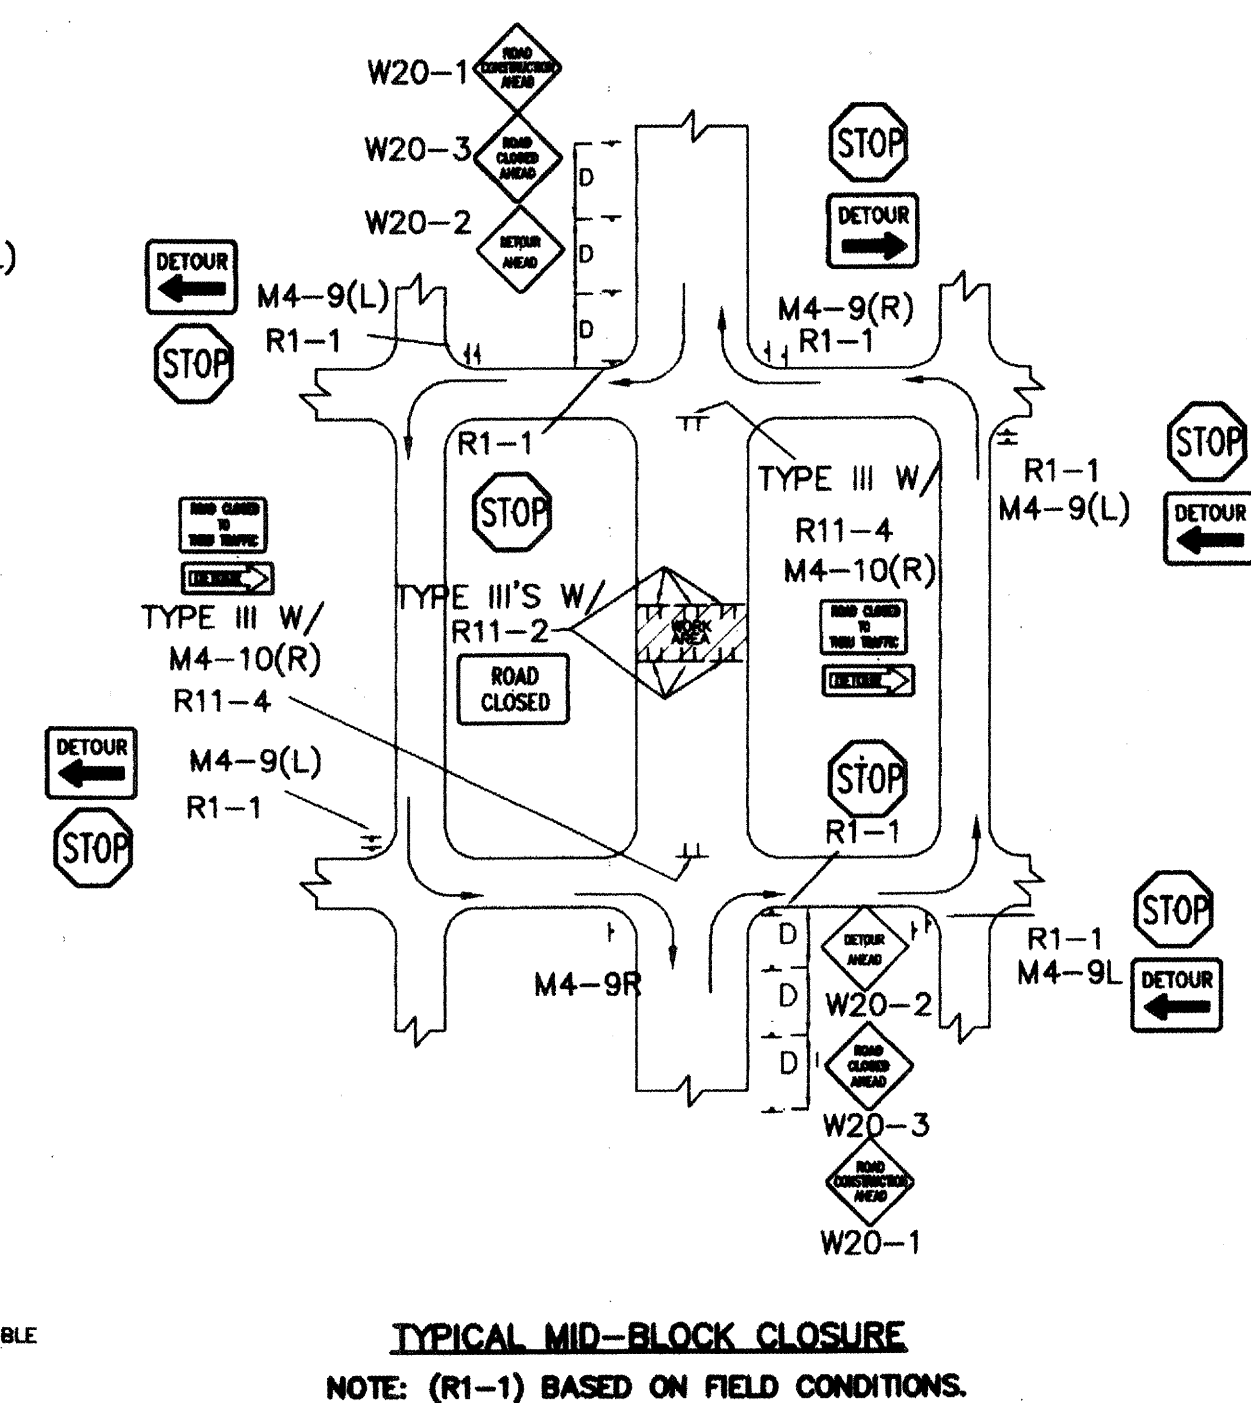 W20-1
ROAD
CONSTRUCTION
AHEAD
W20-3
ROAD
CLOSED
AHEAD
D
W20-2
DETOUR
AHEAD
D
D
STOP
DETOUR
M4-9(R)
R1-1
L)
DETOUR
M4-9(L)
R1-1
STOP
R1-1
STOP
TYPE III W/
R11-4
M4-10(R)
ROAD CLOSED
TO
THRU TRAFFIC
DETOUR
STOP
R1-1
M4-9(L)
DETOUR
ROAD CLOSED
TO
THRU TRAFFIC
DETOUR
TYPE III W/
M4-10(R)
R11-4
TYPE III'S W/
R11-2
ROAD
CLOSED
WORK
AREA
DETOUR
M4-9(L)
R1-1
STOP
STOP
R1-1
M4-9R
D
D
D
DETOUR
AHEAD
W20-2
ROAD
CLOSED
AHEAD
W20-3
ROAD
CONSTRUCTION
AHEAD
W20-1
STOP
R1-1
M4-9L
DETOUR
BLE
TYPICAL MID-BLOCK CLOSURE
NOTE: (R1-1) BASED ON FIELD CONDITIONS.